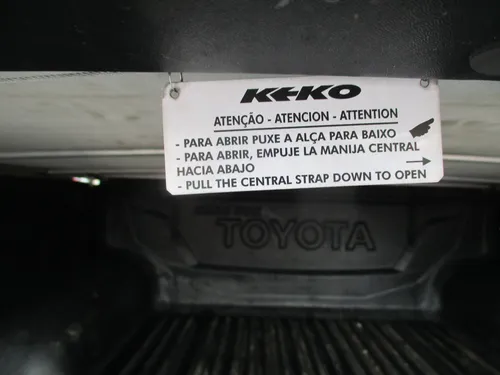 KEKO
ATENÇÃO - ATENCION - ATTENTION
- PARA ABRIR PUXE A ALÇA PARA BAIXO
- PARA ABRIR, EMPUJE LA MANIJA CENTRAL
HACIA ABAJO
- PULL THE CENTRAL STRAP DOWN TO OPEN
TOYOTA